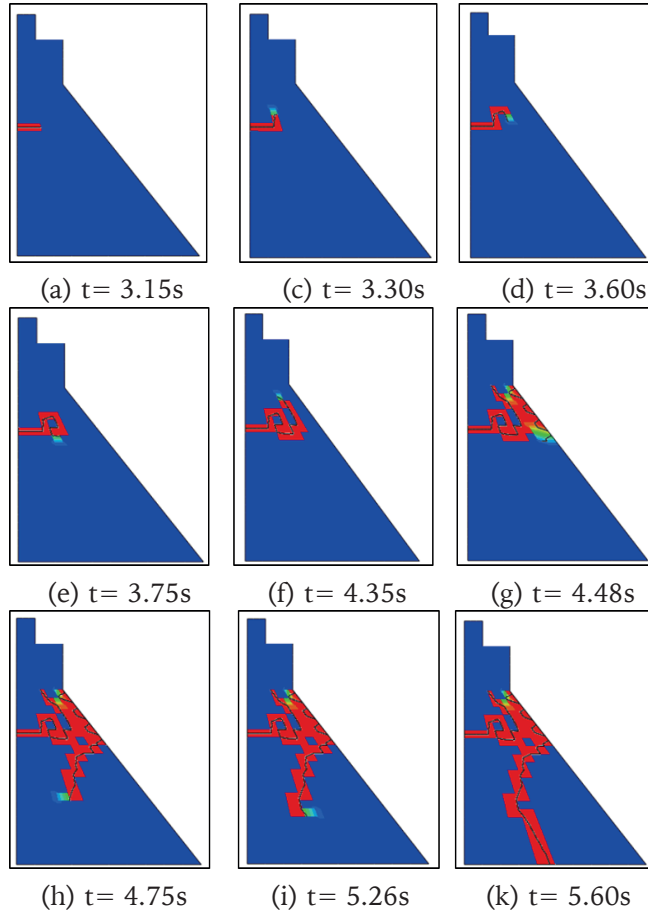 (a) t= 3.15s
(c) t= 3.30s
(d) t= 3.60s
(e) t= 3.75s
(f) t= 4.35s
(g) t= 4.48s
(h) t= 4.75s
(i) t= 5.26s
(k) t= 5.60s